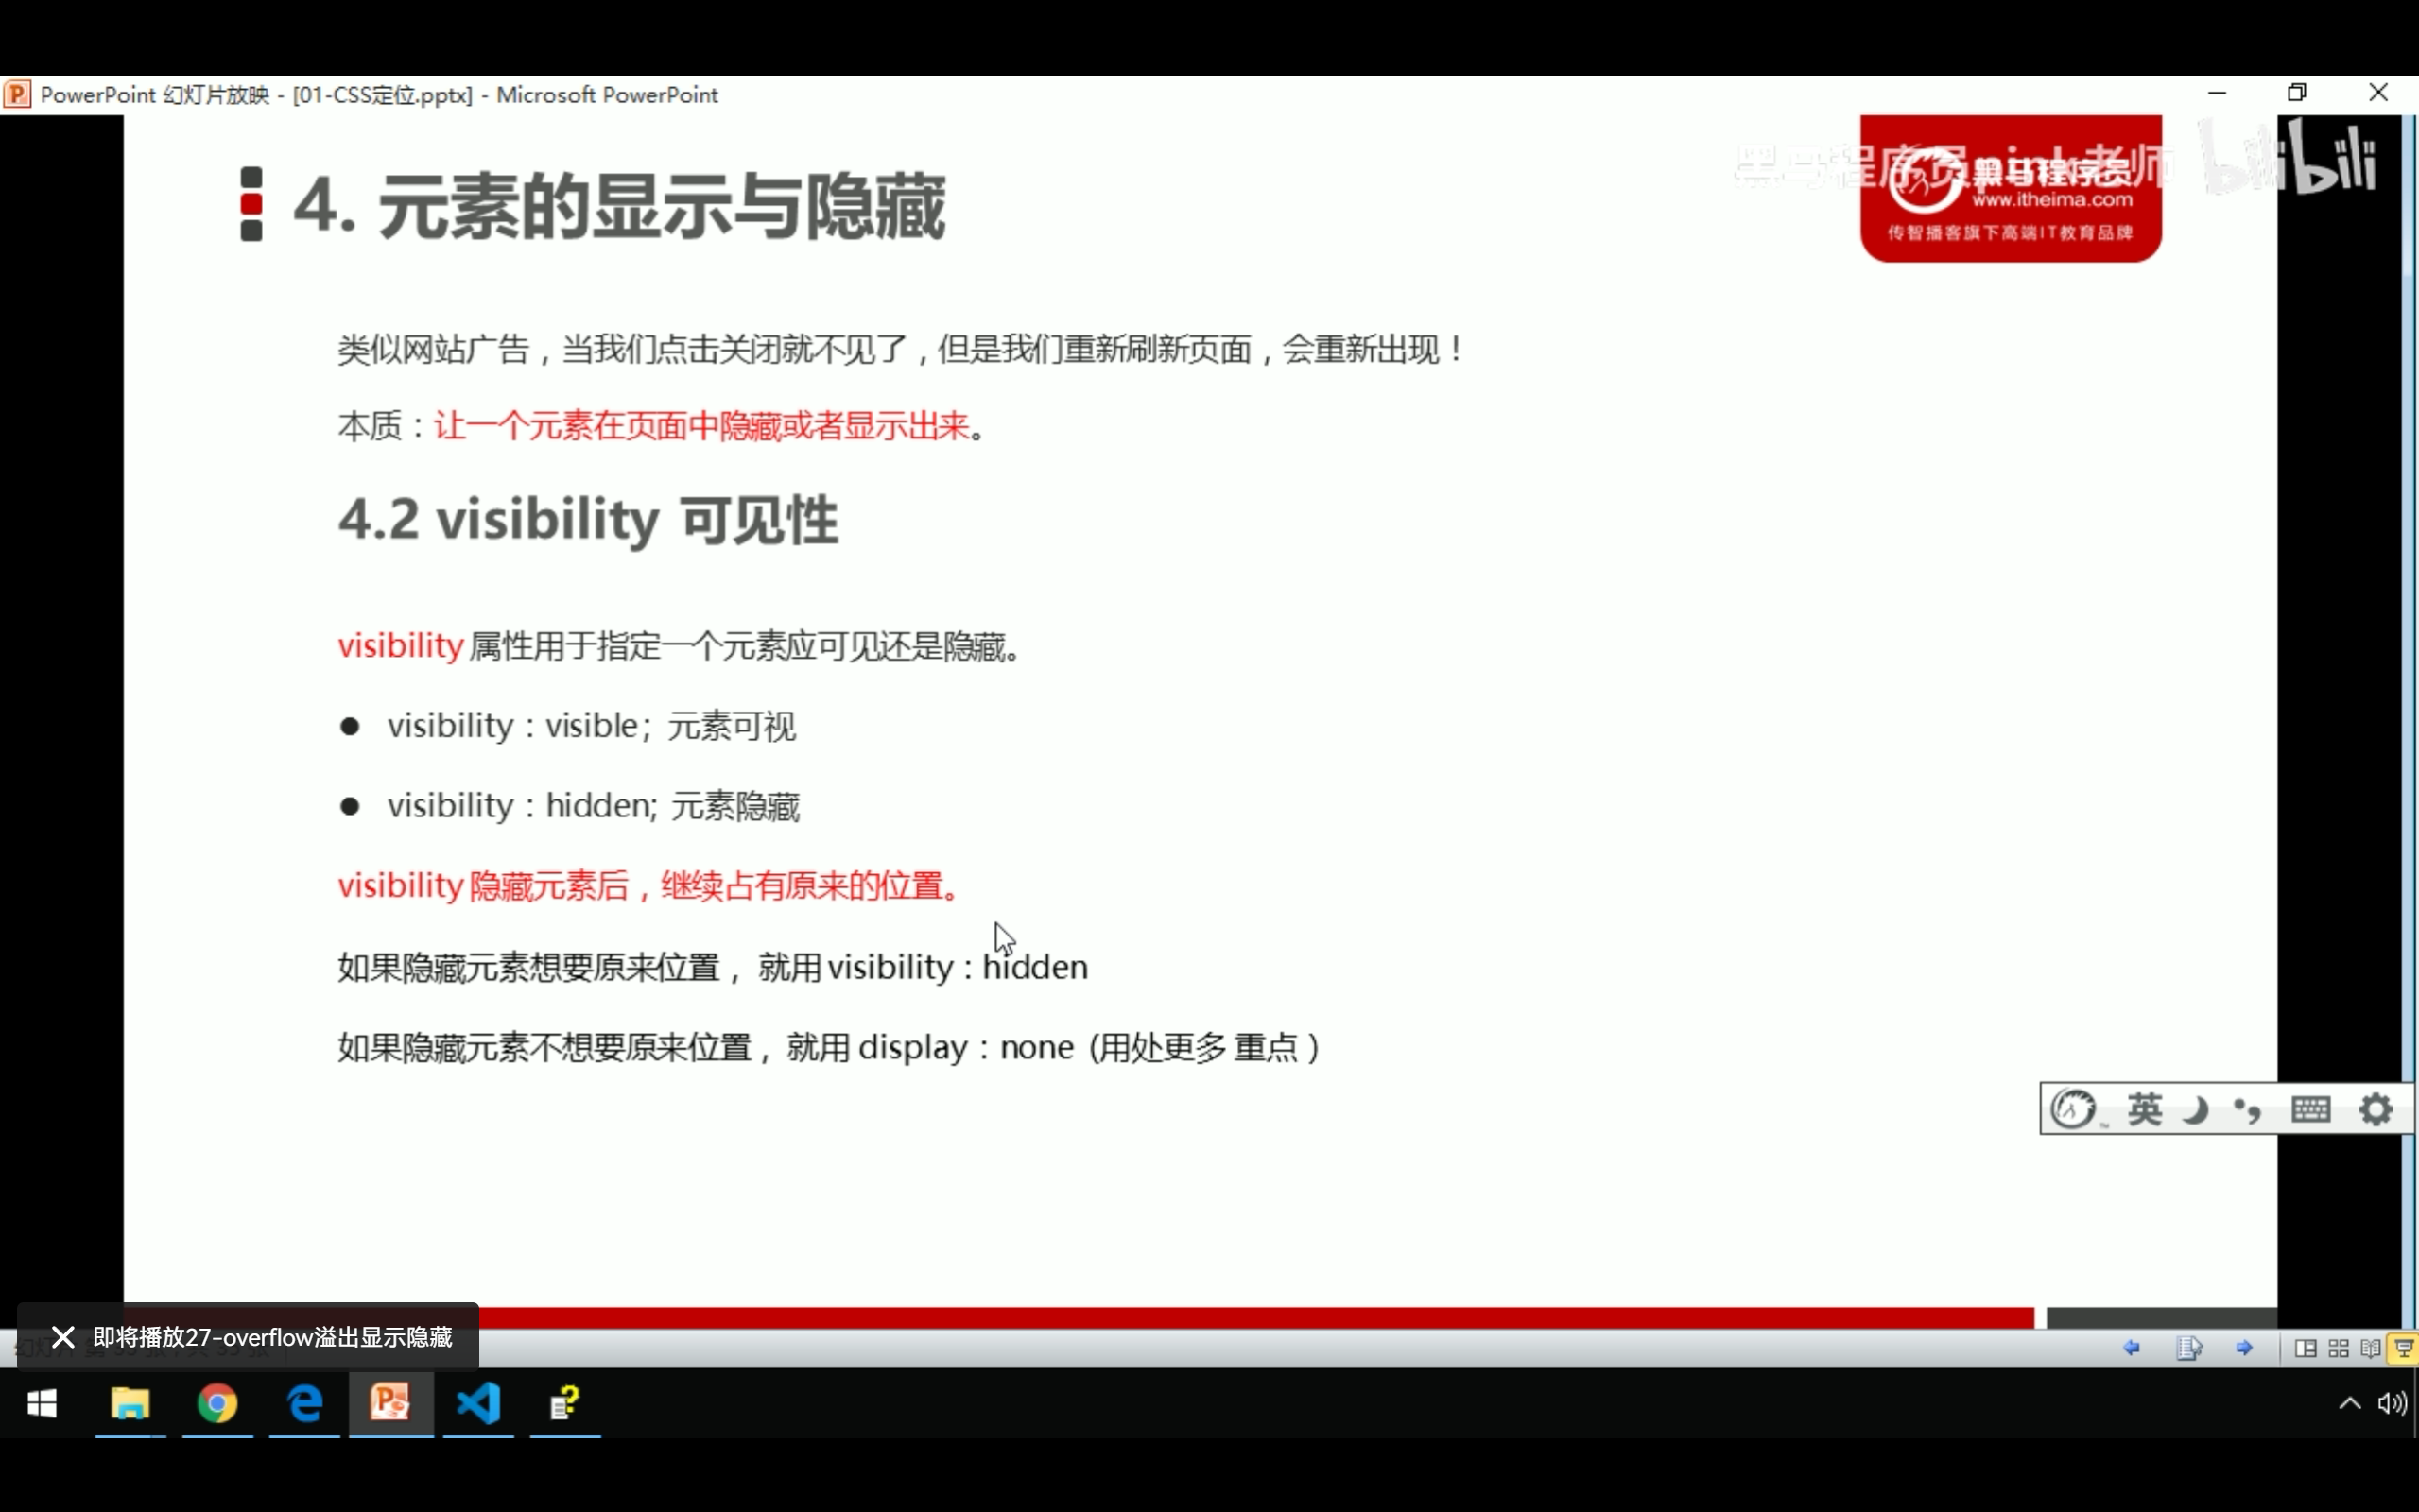 PowerPoint 幻灯片放映 - [01-CSS定位.pptx] - Microsoft PowerPoint
黑马程序员pink老师
bilibili
黑马程序员
www.itheima.com
传智播客旗下高端IT教育品牌
4. 元素的显示与隐藏
类似网站广告，当我们点击关闭就不见了，但是我们重新刷新页面，会重新出现！
本质：让一个元素在页面中隐藏或者显示出来。
4.2 visibility 可见性
visibility 属性用于指定一个元素应可见还是隐藏。
● visibility：visible； 元素可视
● visibility：hidden; 元素隐藏
visibility 隐藏元素后，继续占有原来的位置。
如果隐藏元素想要原来位置， 就用 visibility：hidden
如果隐藏元素不想要原来位置， 就用 display：none (用处更多 重点）
英
即将播放27-overflow溢出显示隐藏